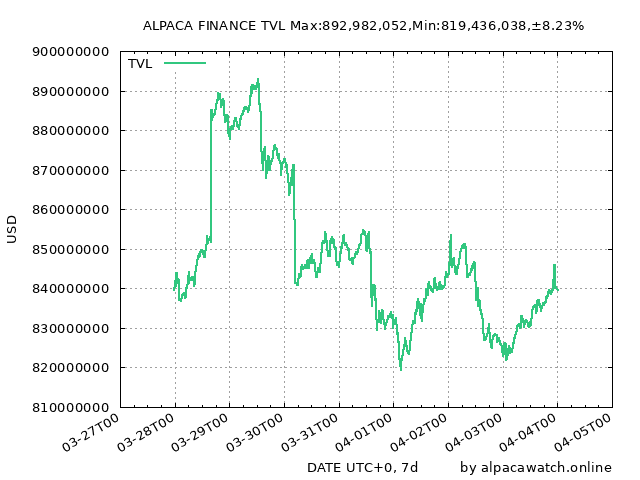 ALPACA FINANCE TVL Max:892,982,052,Min:819,436,038,±8.23%
900000000
TVL
890000000
880000000
870000000
860000000
USD
850000000
840000000
830000000
820000000
810000000
03-27T00
03-28T00
03-29T00
03-30T00
03-31T00
04-01T00
04-02T00
04-03T00
04-04T00
04-05T00
DATE UTC+0, 7d
by alpacawatch.online